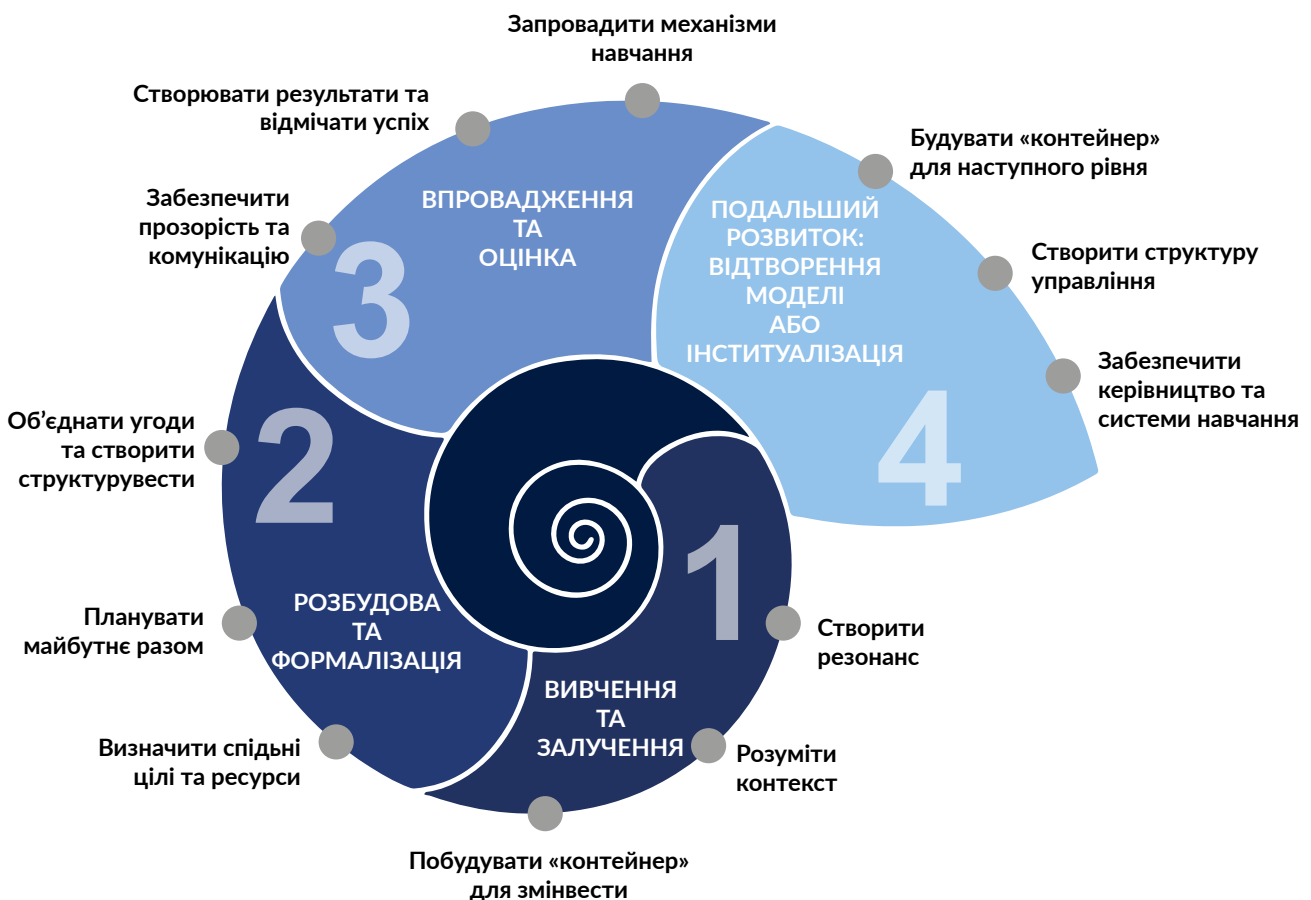 Запровадити механізми
навчання
Створювати результати та
відмічати успіх
Будувати «контейнер»
для наступного рівня
Забезпечити
прозорість та
комунікацію
ВПРОВАДЖЕННЯ
ТА
ОЦІНКА
3
ПОДАЛЬШИЙ
РОЗВИТОК:
ВІДТВОРЕННЯ
МОДЕЛІ
АБО
ІНСТИТУАЛІЗАЦІЯ
4
Створити структуру
управління
Забезпечити
керівництво та
системи навчання
Об’єднати угоди
та створити
структурувести
2
РОЗБУДОВА
ТА
ФОРМАЛІЗАЦІЯ
Планувати
майбутнє разом
Визначити спідьні
цілі та ресурси
1
ВИВЧЕННЯ
ТА
ЗАЛУЧЕННЯ
Створити
резонанс
Розуміти
контекст
Побудувати «контейнер»
для змінвести